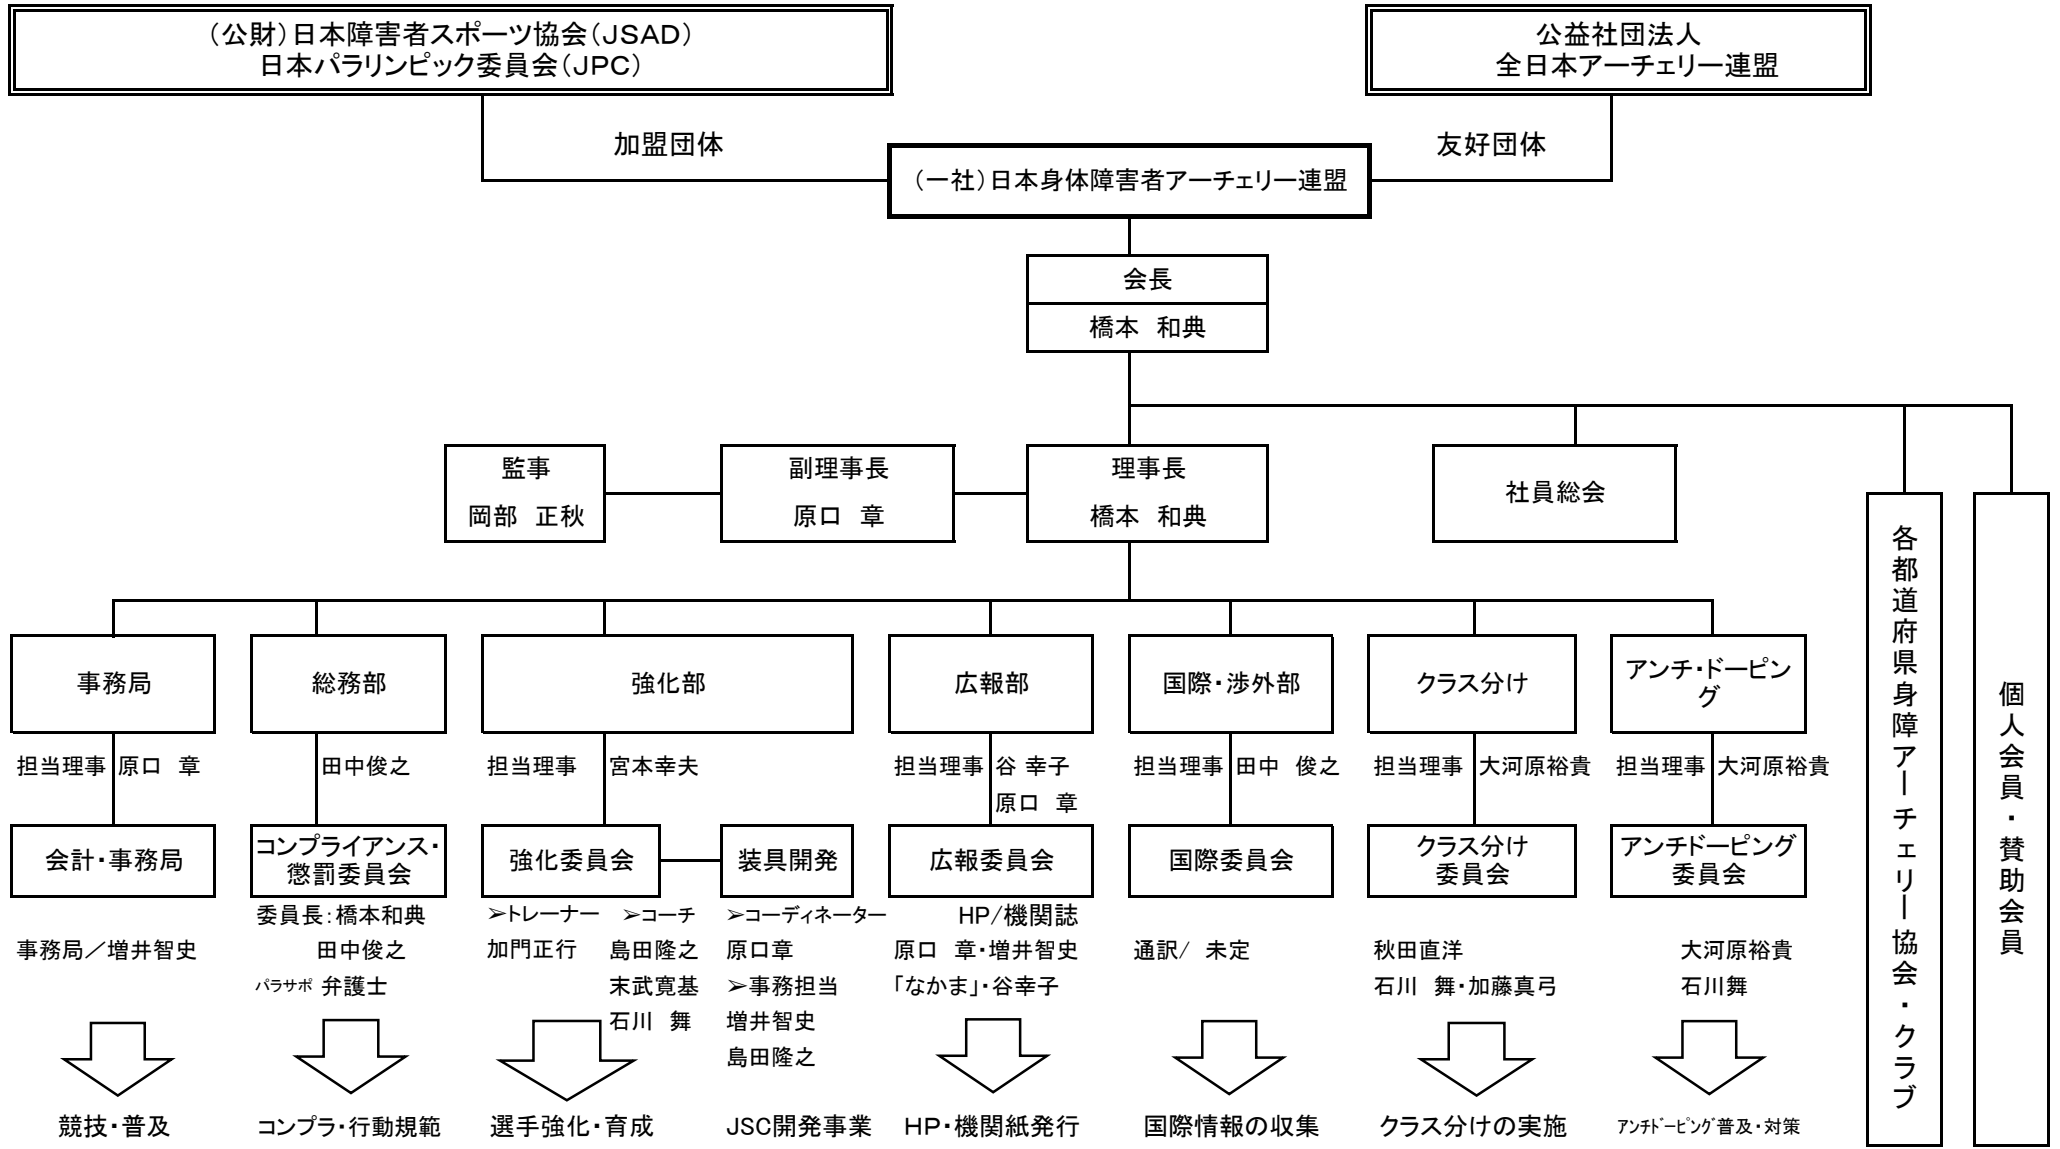 （公財）日本障害者スポーツ協会（JSAD）
日本パラリンピック委員会（JPC）
公益社団法人
全日本アーチェリー連盟
加盟団体
友好団体
（一社）日本身体障害者アーチェリー連盟
会長
橋本　和典
監事
岡部　正秋
副理事長
原口　章
理事長
橋本　和典
社員総会
各都道府県身障アーチェリー協会・クラブ
個人会員・賛助会員
事務局
総務部
強化部
広報部
国際・渉外部
クラス分け
アンチ・ドーピン
グ
担当理事 原口　章
田中俊之
担当理事 宮本幸夫
担当理事 谷 幸子
原口　章
担当理事 田中　俊之
担当理事 大河原裕貴
担当理事 大河原裕貴
会計・事務局
コンプライアンス・
懲罰委員会
強化委員会
装具開発
広報委員会
国際委員会
クラス分け
委員会
アンチドーピング
委員会
事務局／増井智史
委員長：橋本和典
田中俊之
パラサポ 弁護士
➢トレーナー
加門正行
➢コーチ
島田隆之
末武寛基
石川　舞
➢コーディネーター
原口章
➢事務担当
増井智史
島田隆之
HP/機関誌
原口　章・増井智史
「なかま」・谷幸子
通訳/　未定
秋田直洋
石川　舞・加藤真弓
大河原裕貴
石川舞
競技・普及
コンプラ・行動規範
選手強化・育成
JSC開発事業
HP・機関紙発行
国際情報の収集
クラス分けの実施
ｱﾝﾁﾄﾞｰﾋﾟﾝｸﾞ普及・対策